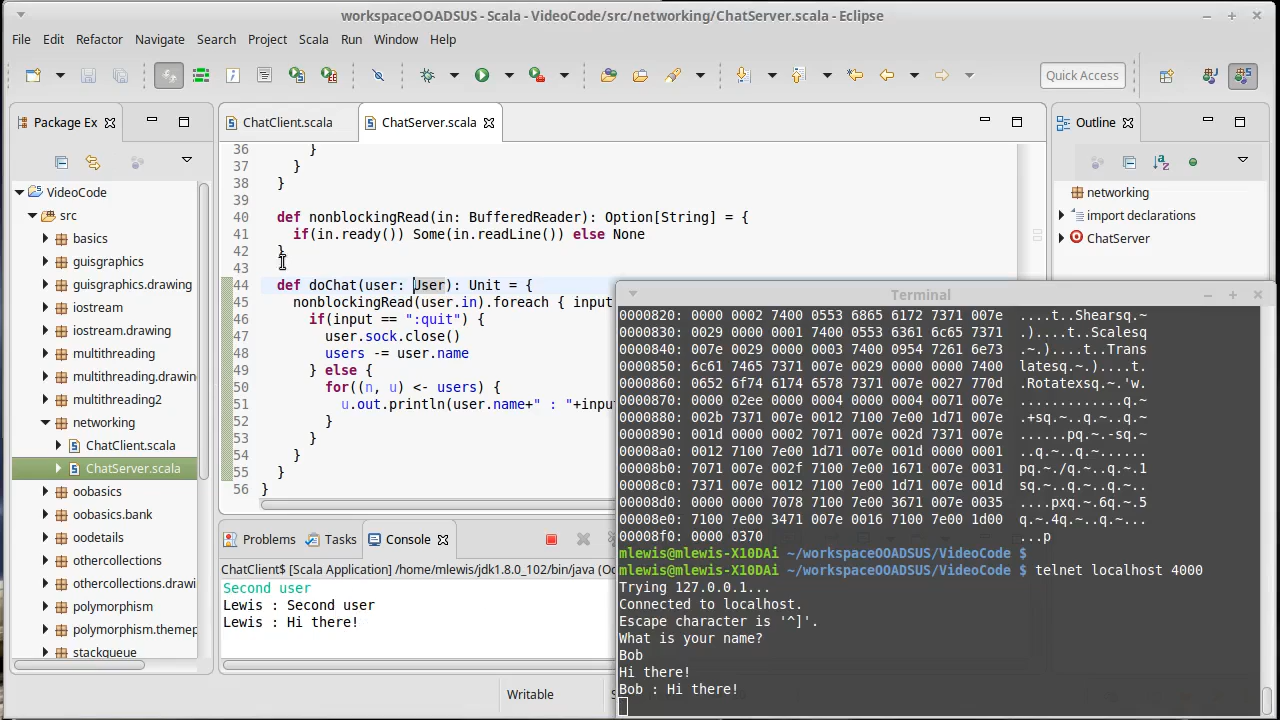 workspaceOOADSUS - Scala - VideoCode/src/networking/ChatServer.scala - Eclipse
File Edit Refactor Navigate Search Project Scala Run Window Help
Quick Access
Package Ex
ChatClient.scala
ChatServer.scala
Outline
VideoCode
src
basics
guisgraphics
guisgraphics.drawing
iostream
iostream.drawing
multithreading
multithreading.drawin
multithreading2
networking
ChatClient.scala
ChatServer.scala
oobasics
oobasics.bank
oodetails
othercollections
othercollections.drawi
polymorphism
polymorphism.themep
stackqueue
36 }
37 }
38 }
39
40 def nonblockingRead(in: BufferedReader): Option[String] = {
41 if(in.ready()) Some(in.readLine()) else None
42 }
43
44 def doChat(user: User): Unit = {
45 nonblockingRead(user.in).foreach { input
46 if(input == ":quit") {
47 user.sock.close()
48 users -= user.name
49 } else {
50 for((n, u) <- users) {
51 u.out.println(user.name+" : "+input
52 }
53 }
54 }
55 }
56 }
networking
import declarations
ChatServer
Problems Tasks Console
ChatClient$ [Scala Application] /home/mlewis/jdk1.8.0_102/bin/java (Oc
Second user
Lewis : Second user
Lewis : Hi there!
Writable
Terminal
0000820: 0000 0002 7400 0553 6865 6172 7371 007e ....t..Shearsq.~
0000830: 0029 0000 0001 7400 0553 6361 6c65 7371 .)....t..Scalesq
0000840: 007e 0029 0000 0003 7400 0954 7261 6e73 .~.)....t..Trans
0000850: 6c61 7465 7371 007e 0029 0000 0000 7400 latesq.~.)....t.
0000860: 0652 6f74 6174 6578 7371 007e 0027 770d .Rotatexsq.~.'w.
0000870: 0000 02ee 0000 0004 0000 0004 0071 007e .............q.~
0000880: 002b 7371 007e 0012 7100 7e00 1d71 007e .+sq.~..q.~..q.~
0000890: 001d 0000 0002 7071 007e 002d 7371 007e ......pq.~.-sq.~
00008a0: 0012 7100 7e00 1d71 007e 001d 0000 0001 ..q.~..q.~......
00008b0: 7071 007e 002f 7100 7e00 1671 007e 0031 pq.~./q.~..q.~.1
00008c0: 7371 007e 0012 7100 7e00 1d71 007e 001d sq.~..q.~..q.~..
00008d0: 0000 0000 7078 7100 7e00 3671 007e 0035 ....pxq.~.6q.~.5
00008e0: 7100 7e00 3471 007e 0016 7100 7e00 1d00 q.~.4q.~..q.~...
00008f0: 0000 0370 ...p
mlewis@mlewis-X10DAi ~/workspaceOOADSUS/VideoCode $
mlewis@mlewis-X10DAi ~/workspaceOOADSUS/VideoCode $ telnet localhost 4000
Trying 127.0.0.1...
Connected to localhost.
Escape character is '^]'.
What is your name?
Bob
Hi there!
Bob : Hi there!